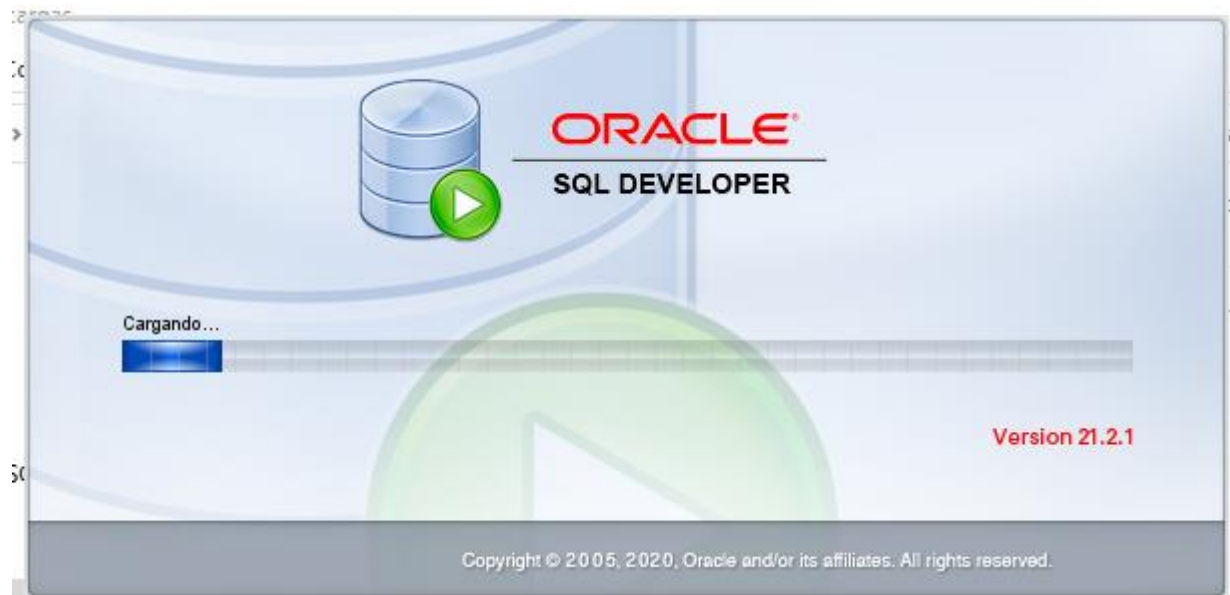 ORACLE®
SQL DEVELOPER
Cargando...
Version 21.2.1
Copyright © 2005, 2020, Oracle and/or its affiliates. All rights reserved.